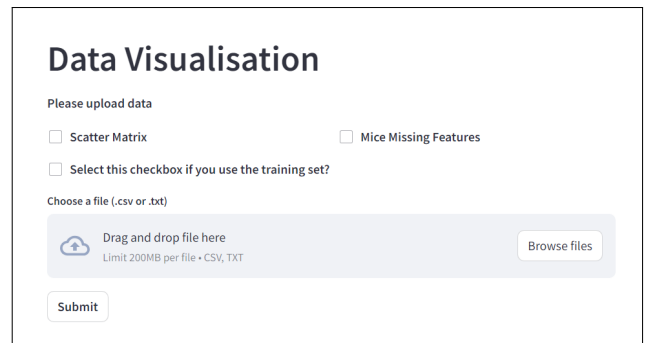 Data Visualisation
Please upload data
Scatter Matrix
Mice Missing Features
Select this checkbox if you use the training set?
Choose a file (.csv or .txt)
Drag and drop file here
Limit 200MB per file • CSV, TXT
Browse files
Submit